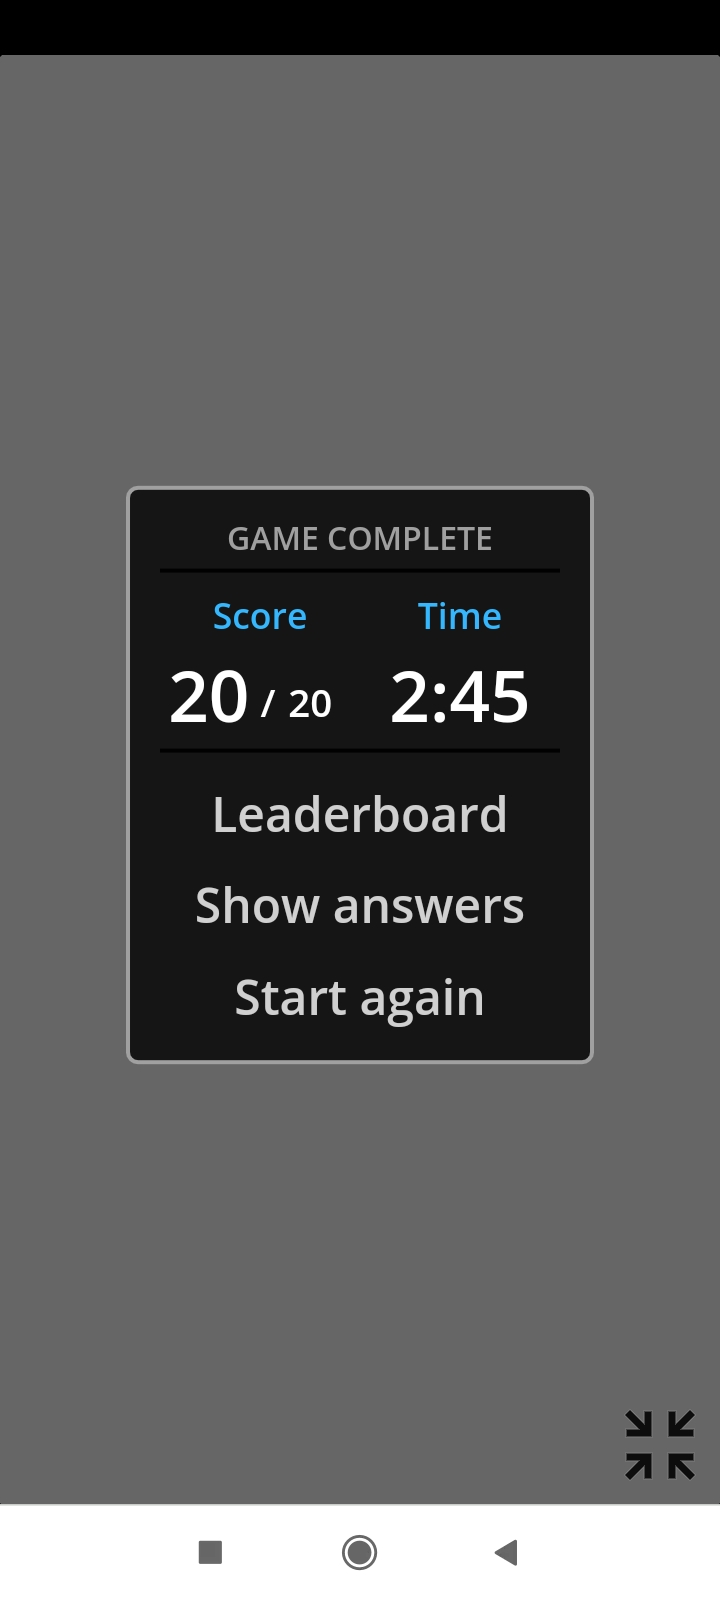 GAME COMPLETE
Score Time
20 / 20 2:45
Leaderboard
Show answers
Start again